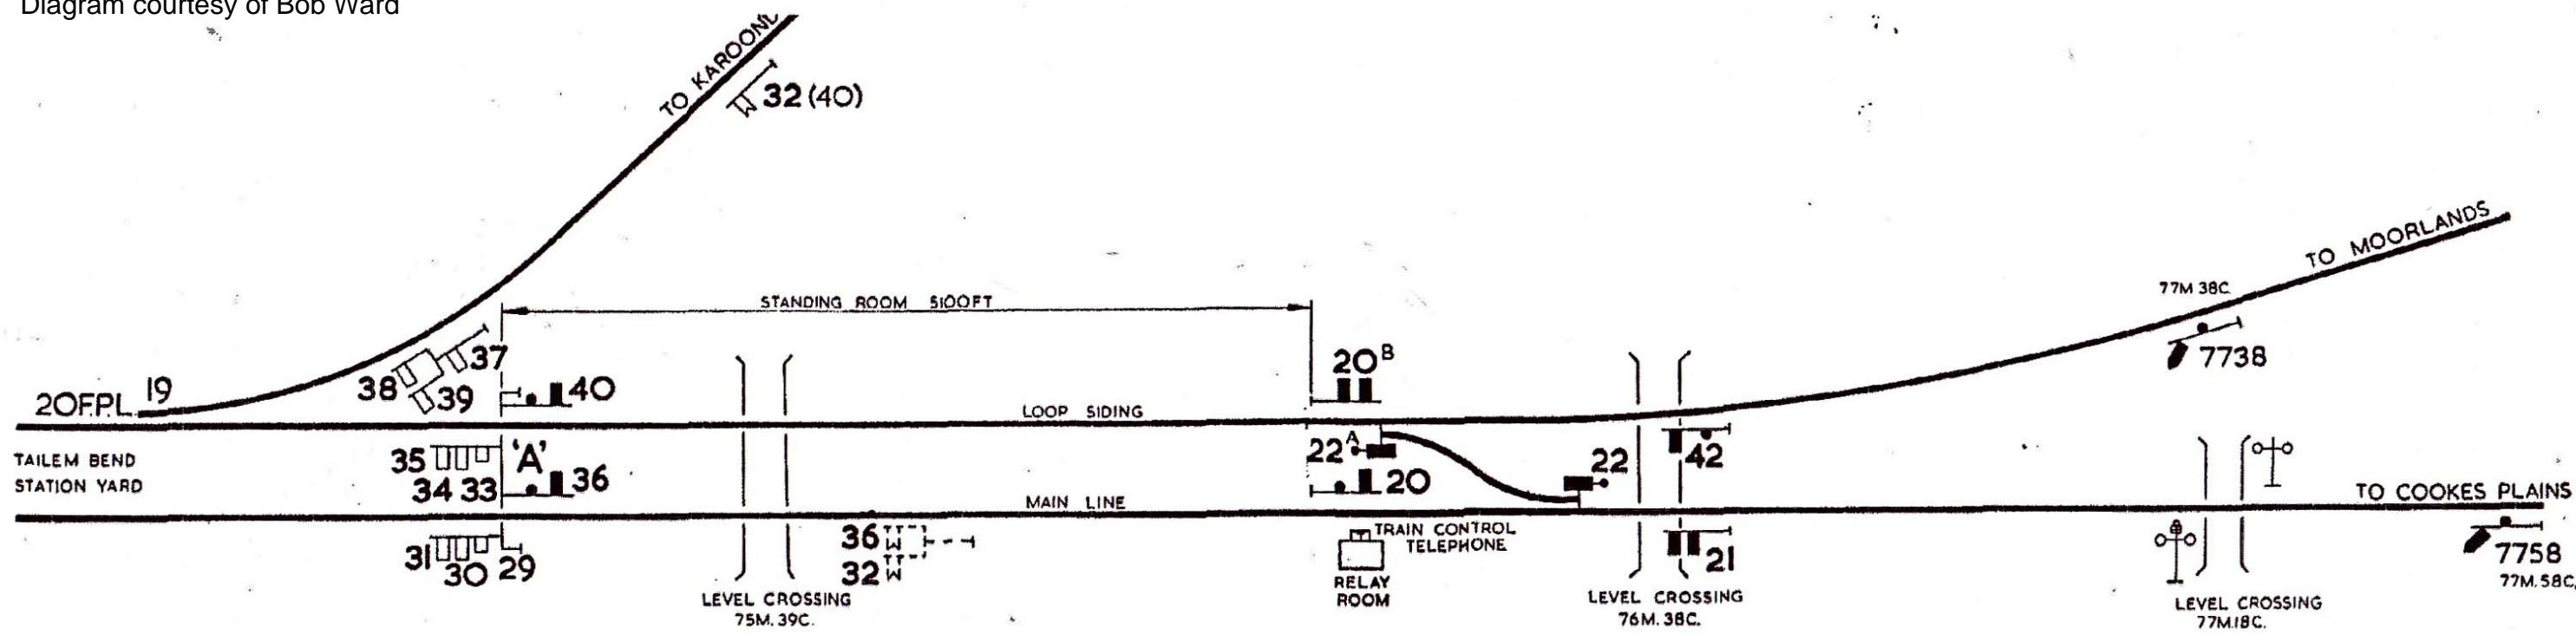 Diagram courtesy of Bob Ward
TO KAROOND
32 (40)
TO MOORLANDS
77M 38C.
7738
STANDING ROOM 5100FT
37
38
39
20F.P.L. 19
40
20B
LOOP SIDING
22A
22
42
TAILEM BEND
STATION YARD
35
34 33
'A'
36
20
MAIN LINE
TO COOKES PLAINS
31
30 29
36
32
TRAIN CONTROL
TELEPHONE
RELAY
ROOM
21
7758
77M. 58C.
LEVEL CROSSING
75M. 39C.
LEVEL CROSSING
76M. 38C.
LEVEL CROSSING
77M.18C.